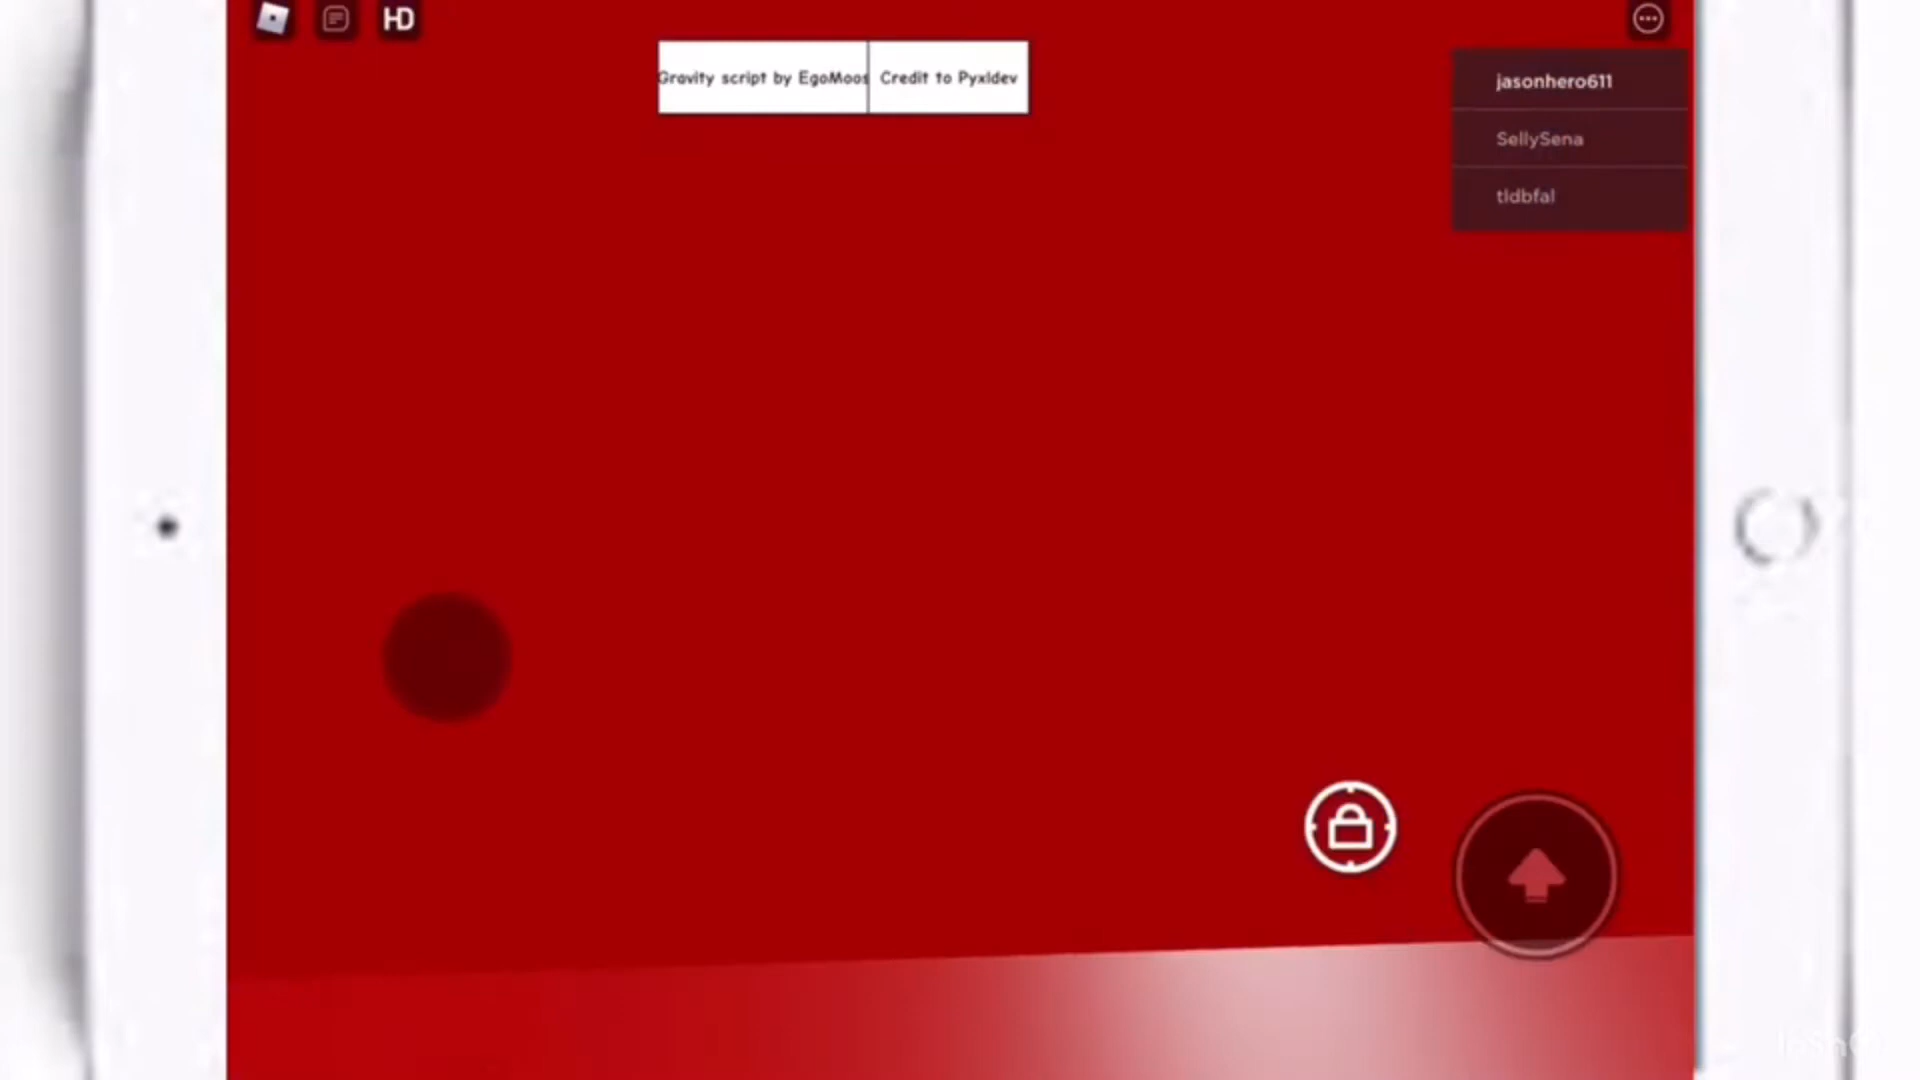 HD
Gravity script by EgoMoos
Credit to Pyxldev
jasonhero611
SellySena
tldbfal